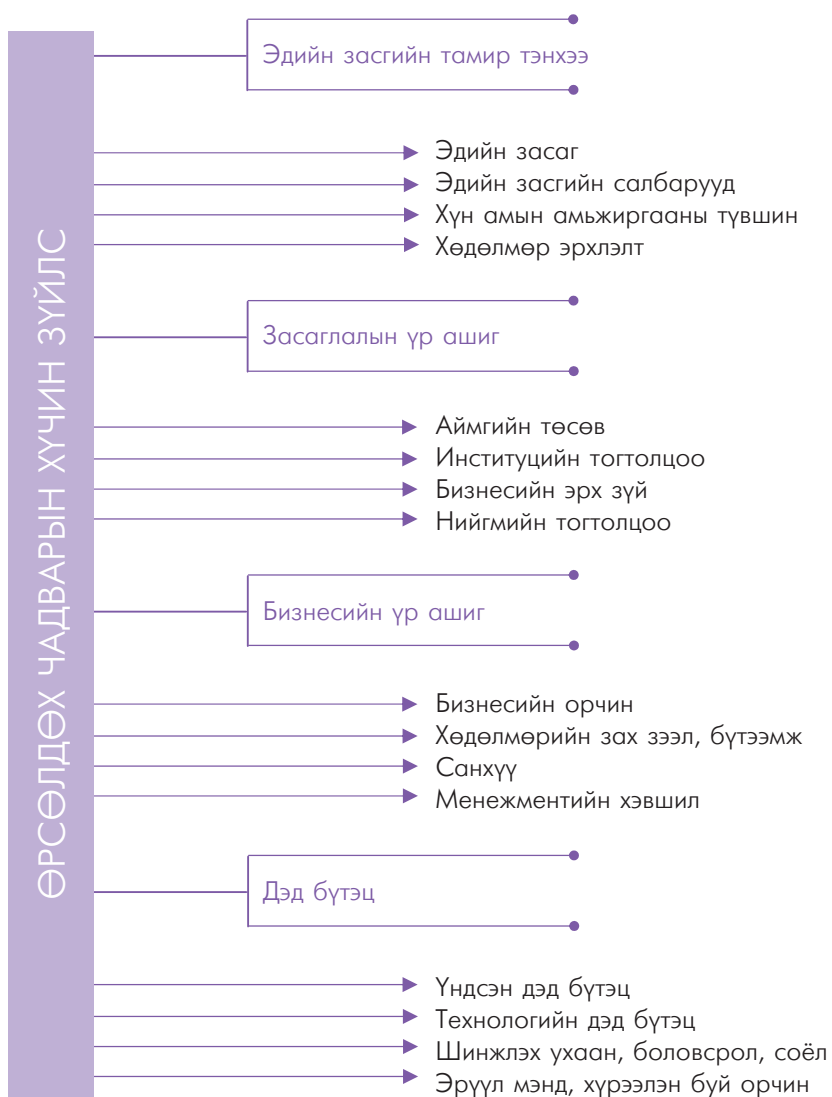 ӨРСӨЛДӨХ ЧАДВАРЫН ХҮЧИН ЗҮЙЛС
Эдийн засгийн тамир тэнхээ
Эдийн засаг
Эдийн засгийн салбарууд
Хүн амын амьжиргааны түвшин
Хөдөлмөр эрхлэлт
Засаглалын үр ашиг
Аймгийн төсөв
Институцийн тогтолцоо
Бизнесийн эрх зүй
Нийгмийн тогтолцоо
Бизнесийн үр ашиг
Бизнесийн орчин
Хөдөлмөрийн зах зээл, бүтээмж
Санхүү
Менежментийн хэвшил
Дэд бүтэц
Үндсэн дэд бүтэц
Технологийн дэд бүтэц
Шинжлэх ухаан, боловсрол, соёл
Эрүүл мэнд, хүрээлэн буй орчин